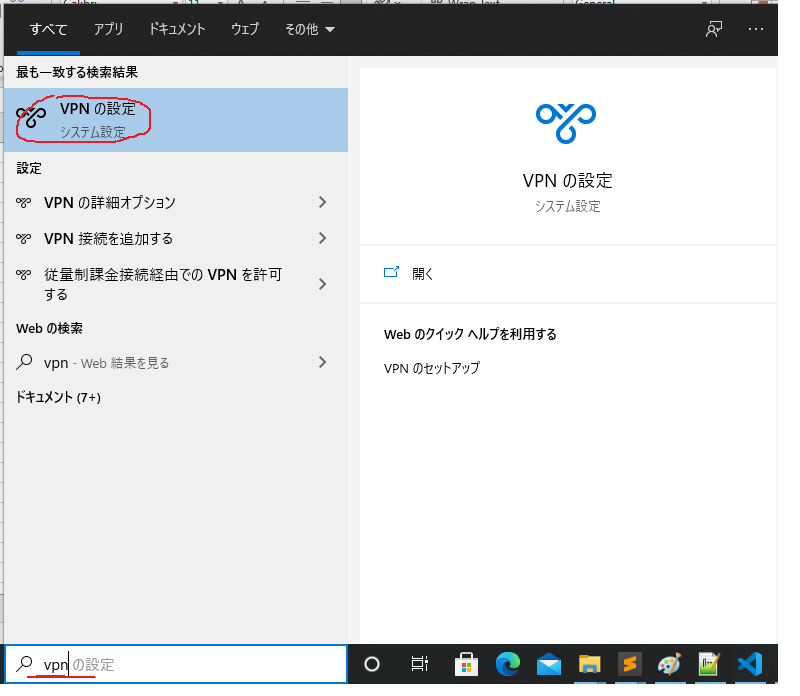 すべて アプリ ドキュメント ウェブ その他
最も一致する検索結果
VPN の設定
システム設定
設定
VPN の詳細オプション
VPN 接続を追加する
従量制課金接続経由での VPN を許可
する
Web の検索
vpn - Web 結果を見る
ドキュメント (7+)
VPN の設定
システム設定
開く
Web のクイック ヘルプを利用する
VPN のセットアップ
vpn の設定